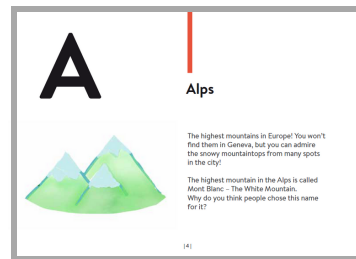 A
Alps
The highest mountains in Europe! You won't
find them in Geneva, but you can admire
the snowy mountaintops from many spots
in the city!
The highest mountain in the Alps is called
Mont Blanc – The White Mountain.
Why do you think people chose this name
for it?
|4|